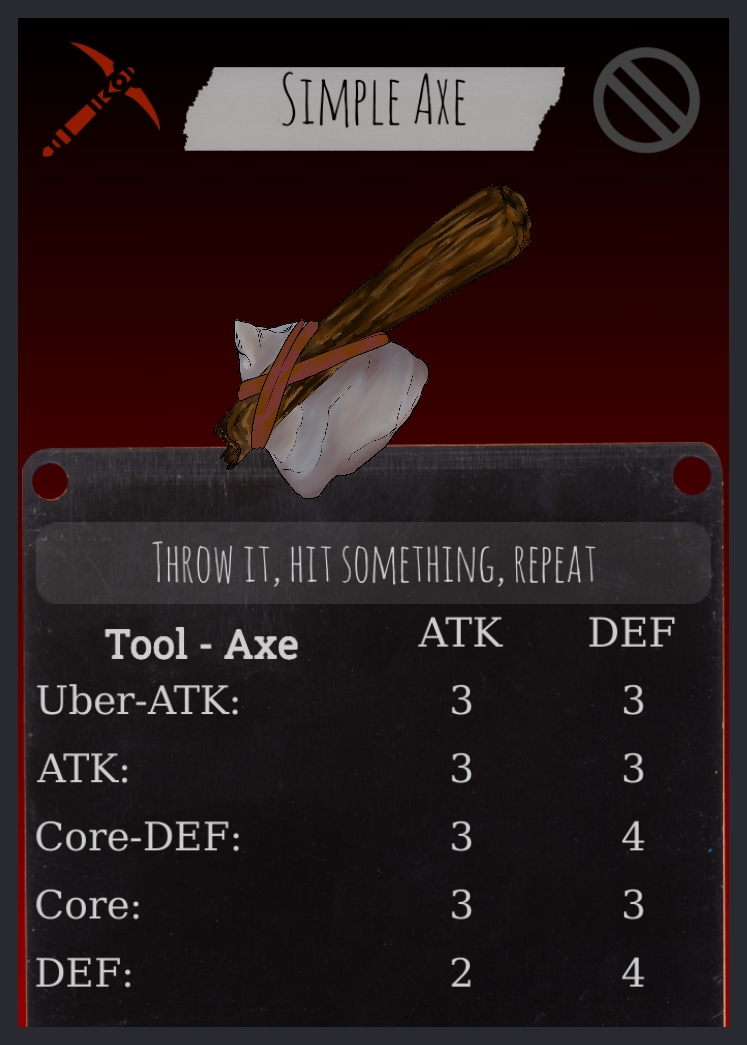 IKON
SIMPLE AXE
THROW IT, HIT SOMETHING, REPEAT
Tool - Axe ATK DEF
Uber-ATK: 3 3
ATK: 3 3
Core-DEF: 3 4
Core: 3 3
DEF: 2 4